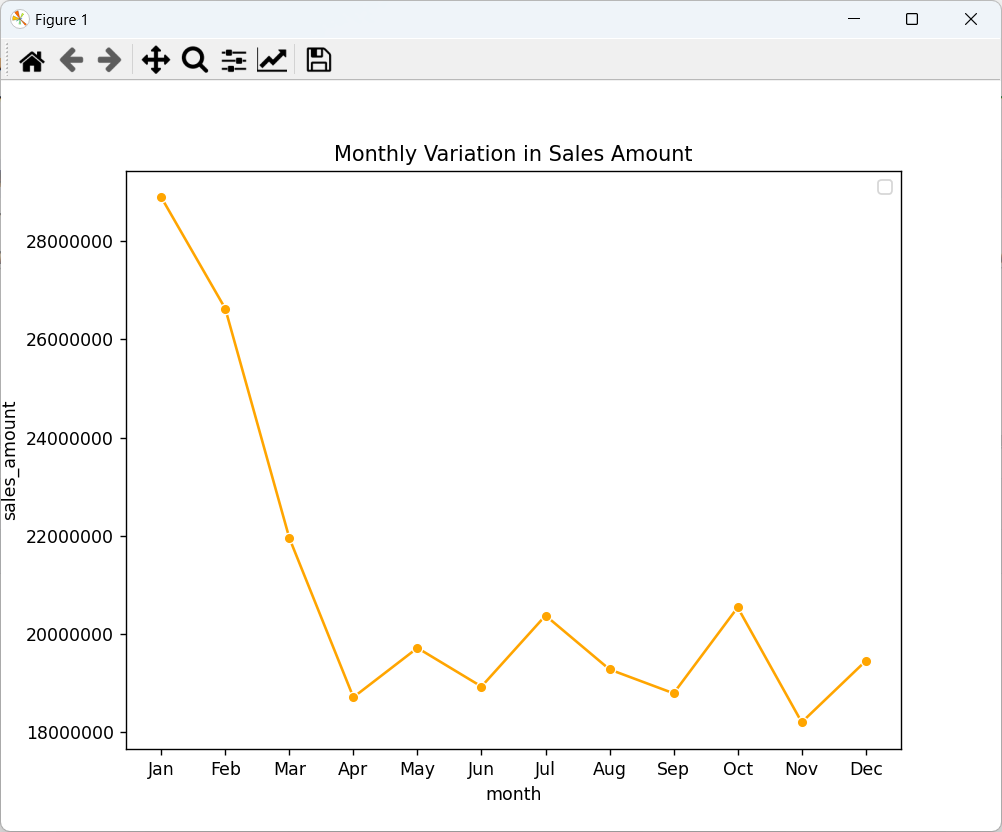 Figure 1
Monthly Variation in Sales Amount
28000000
26000000
24000000
22000000
20000000
18000000
sales_amount
Jan Feb Mar Apr May Jun Jul Aug Sep Oct Nov Dec
month